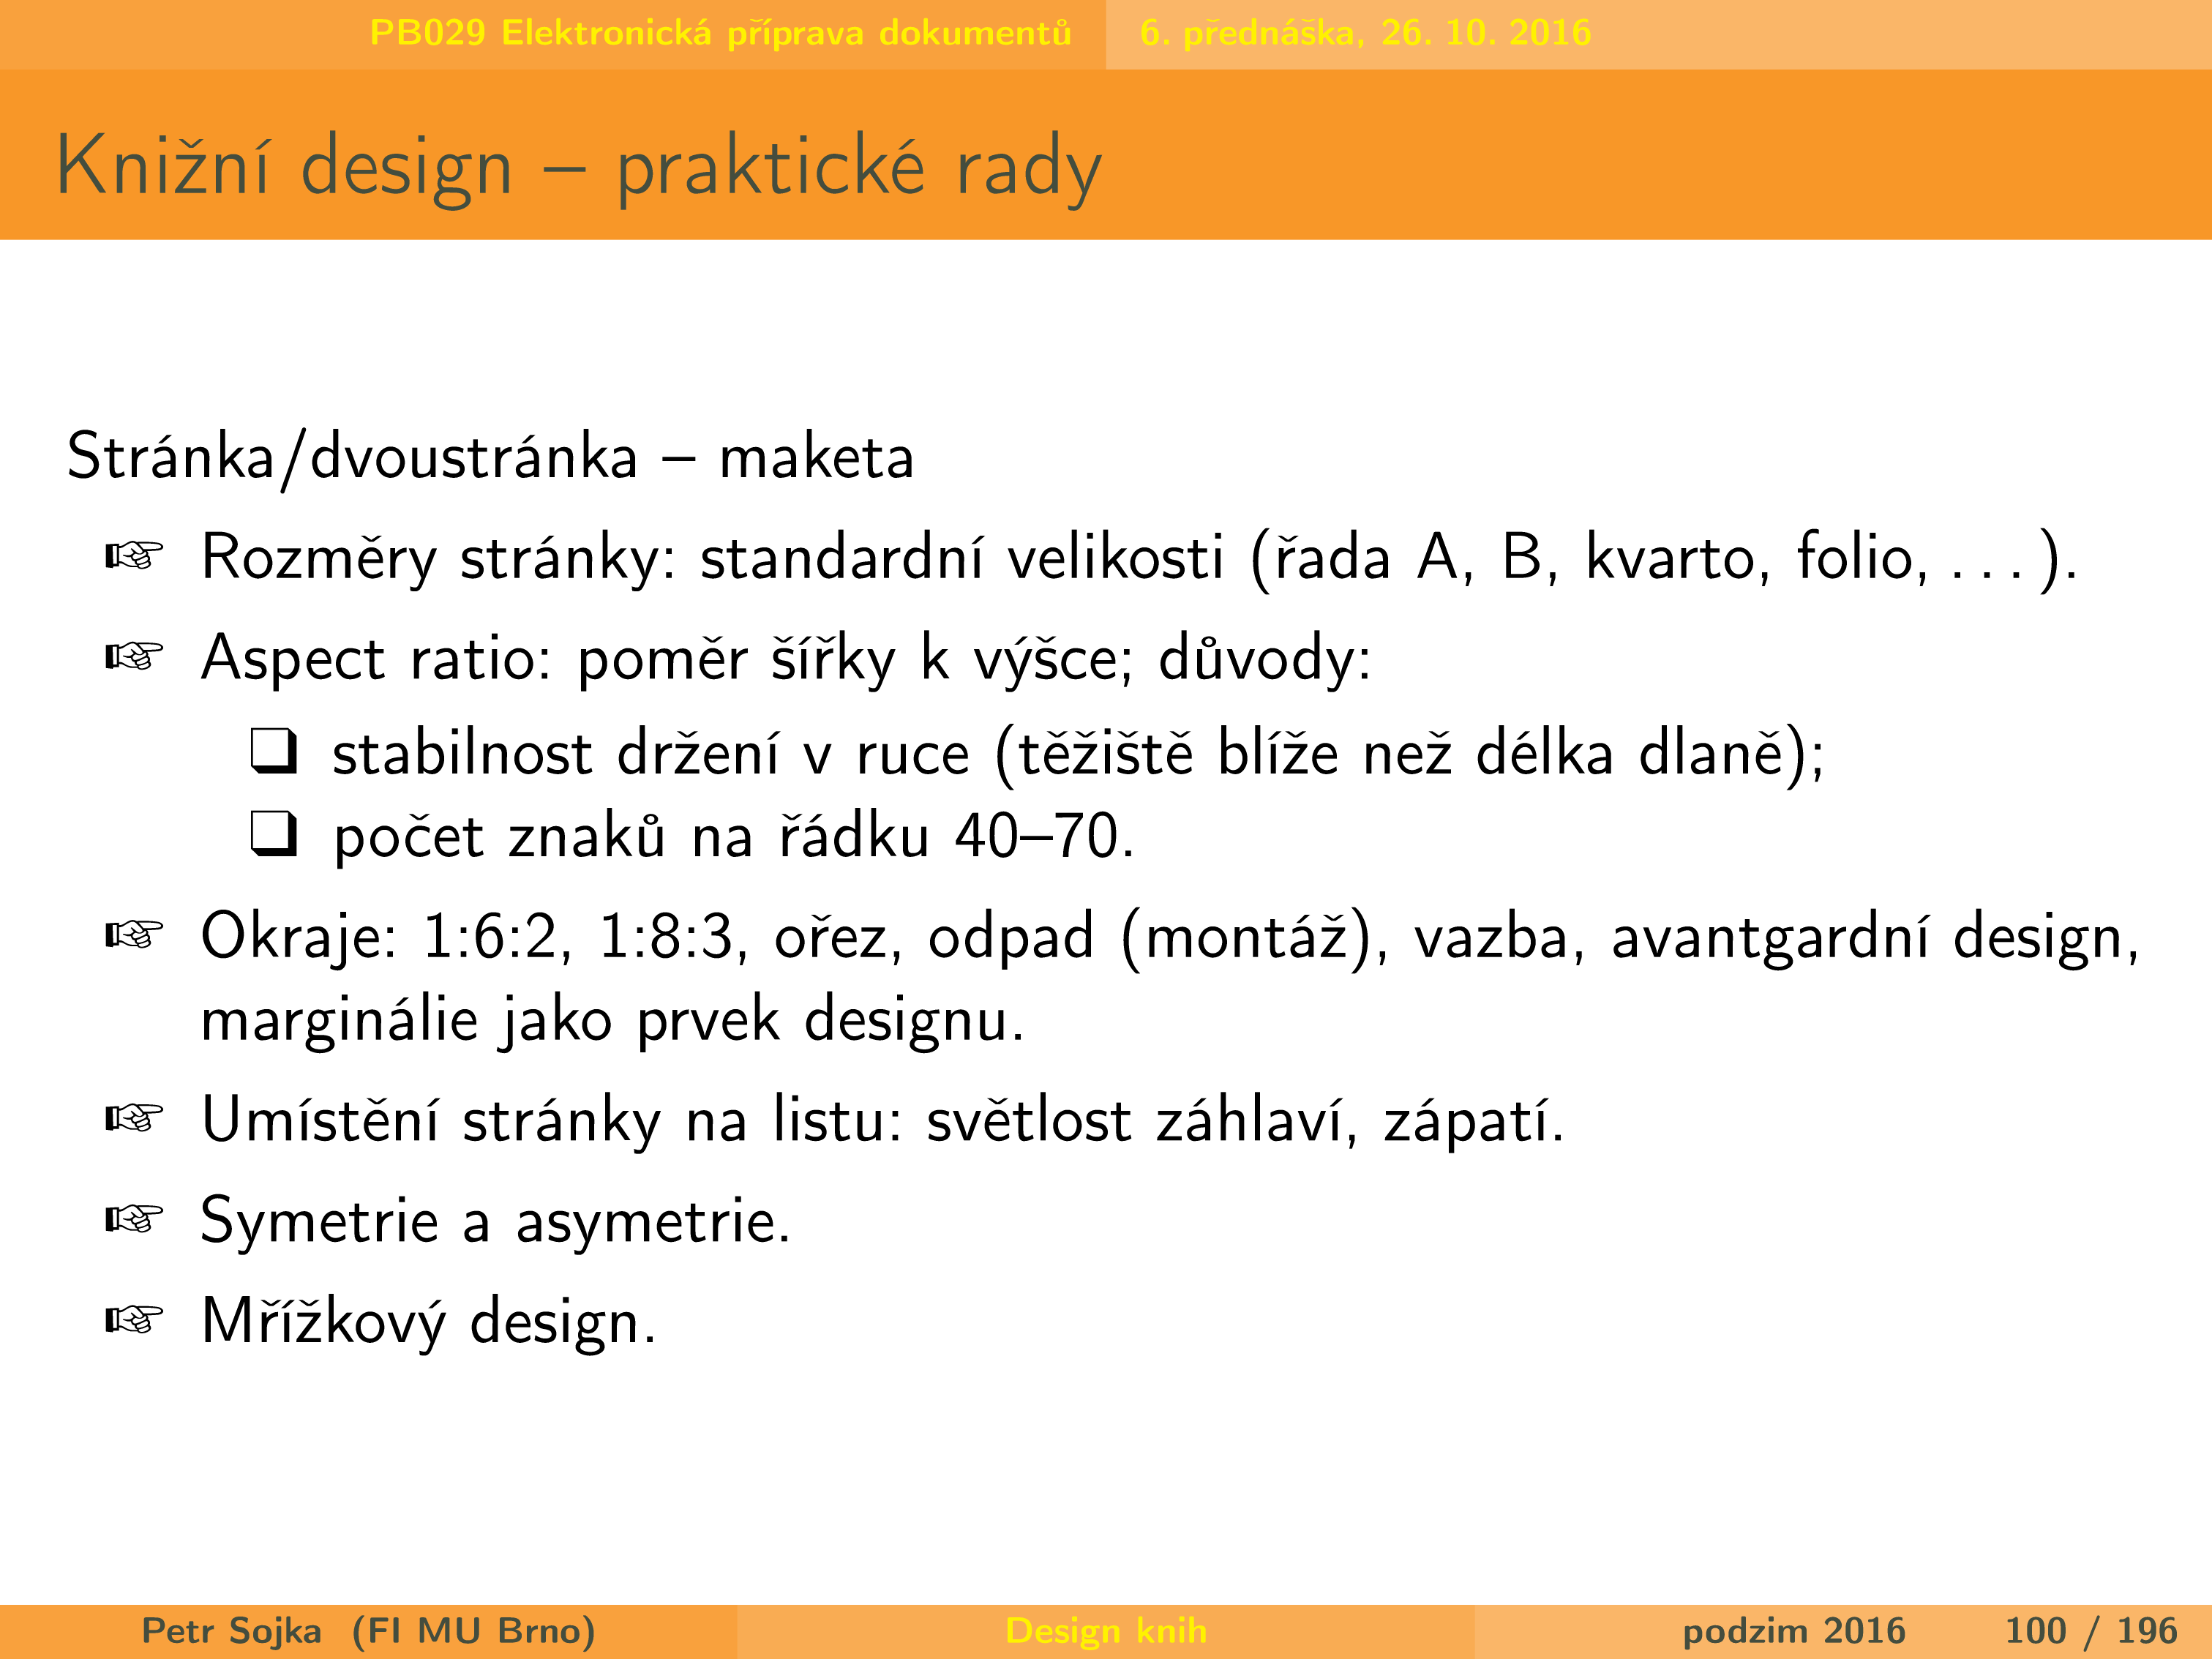 PB029 Elektronická příprava dokumentů 6. přednáška, 26. 10. 2016
Knižní design – praktické rady
Stránka/dvoustránka – maketa
☞ Rozměry stránky: standardní velikosti (řada A, B, kvarto, folio, . . . ).
☞ Aspect ratio: poměr šířky k výšce; důvody:
❑ stabilnost držení v ruce (těžiště blíže než délka dlaně);
❑ počet znaků na řádku 40–70.
☞ Okraje: 1:6:2, 1:8:3, ořez, odpad (montáž), vazba, avantgardní design,
marginálie jako prvek designu.
☞ Umístění stránky na listu: světlost záhlaví, zápatí.
☞ Symetrie a asymetrie.
☞ Mřížkový design.
Petr Sojka (FI MU Brno) Design knih podzim 2016 100 / 196